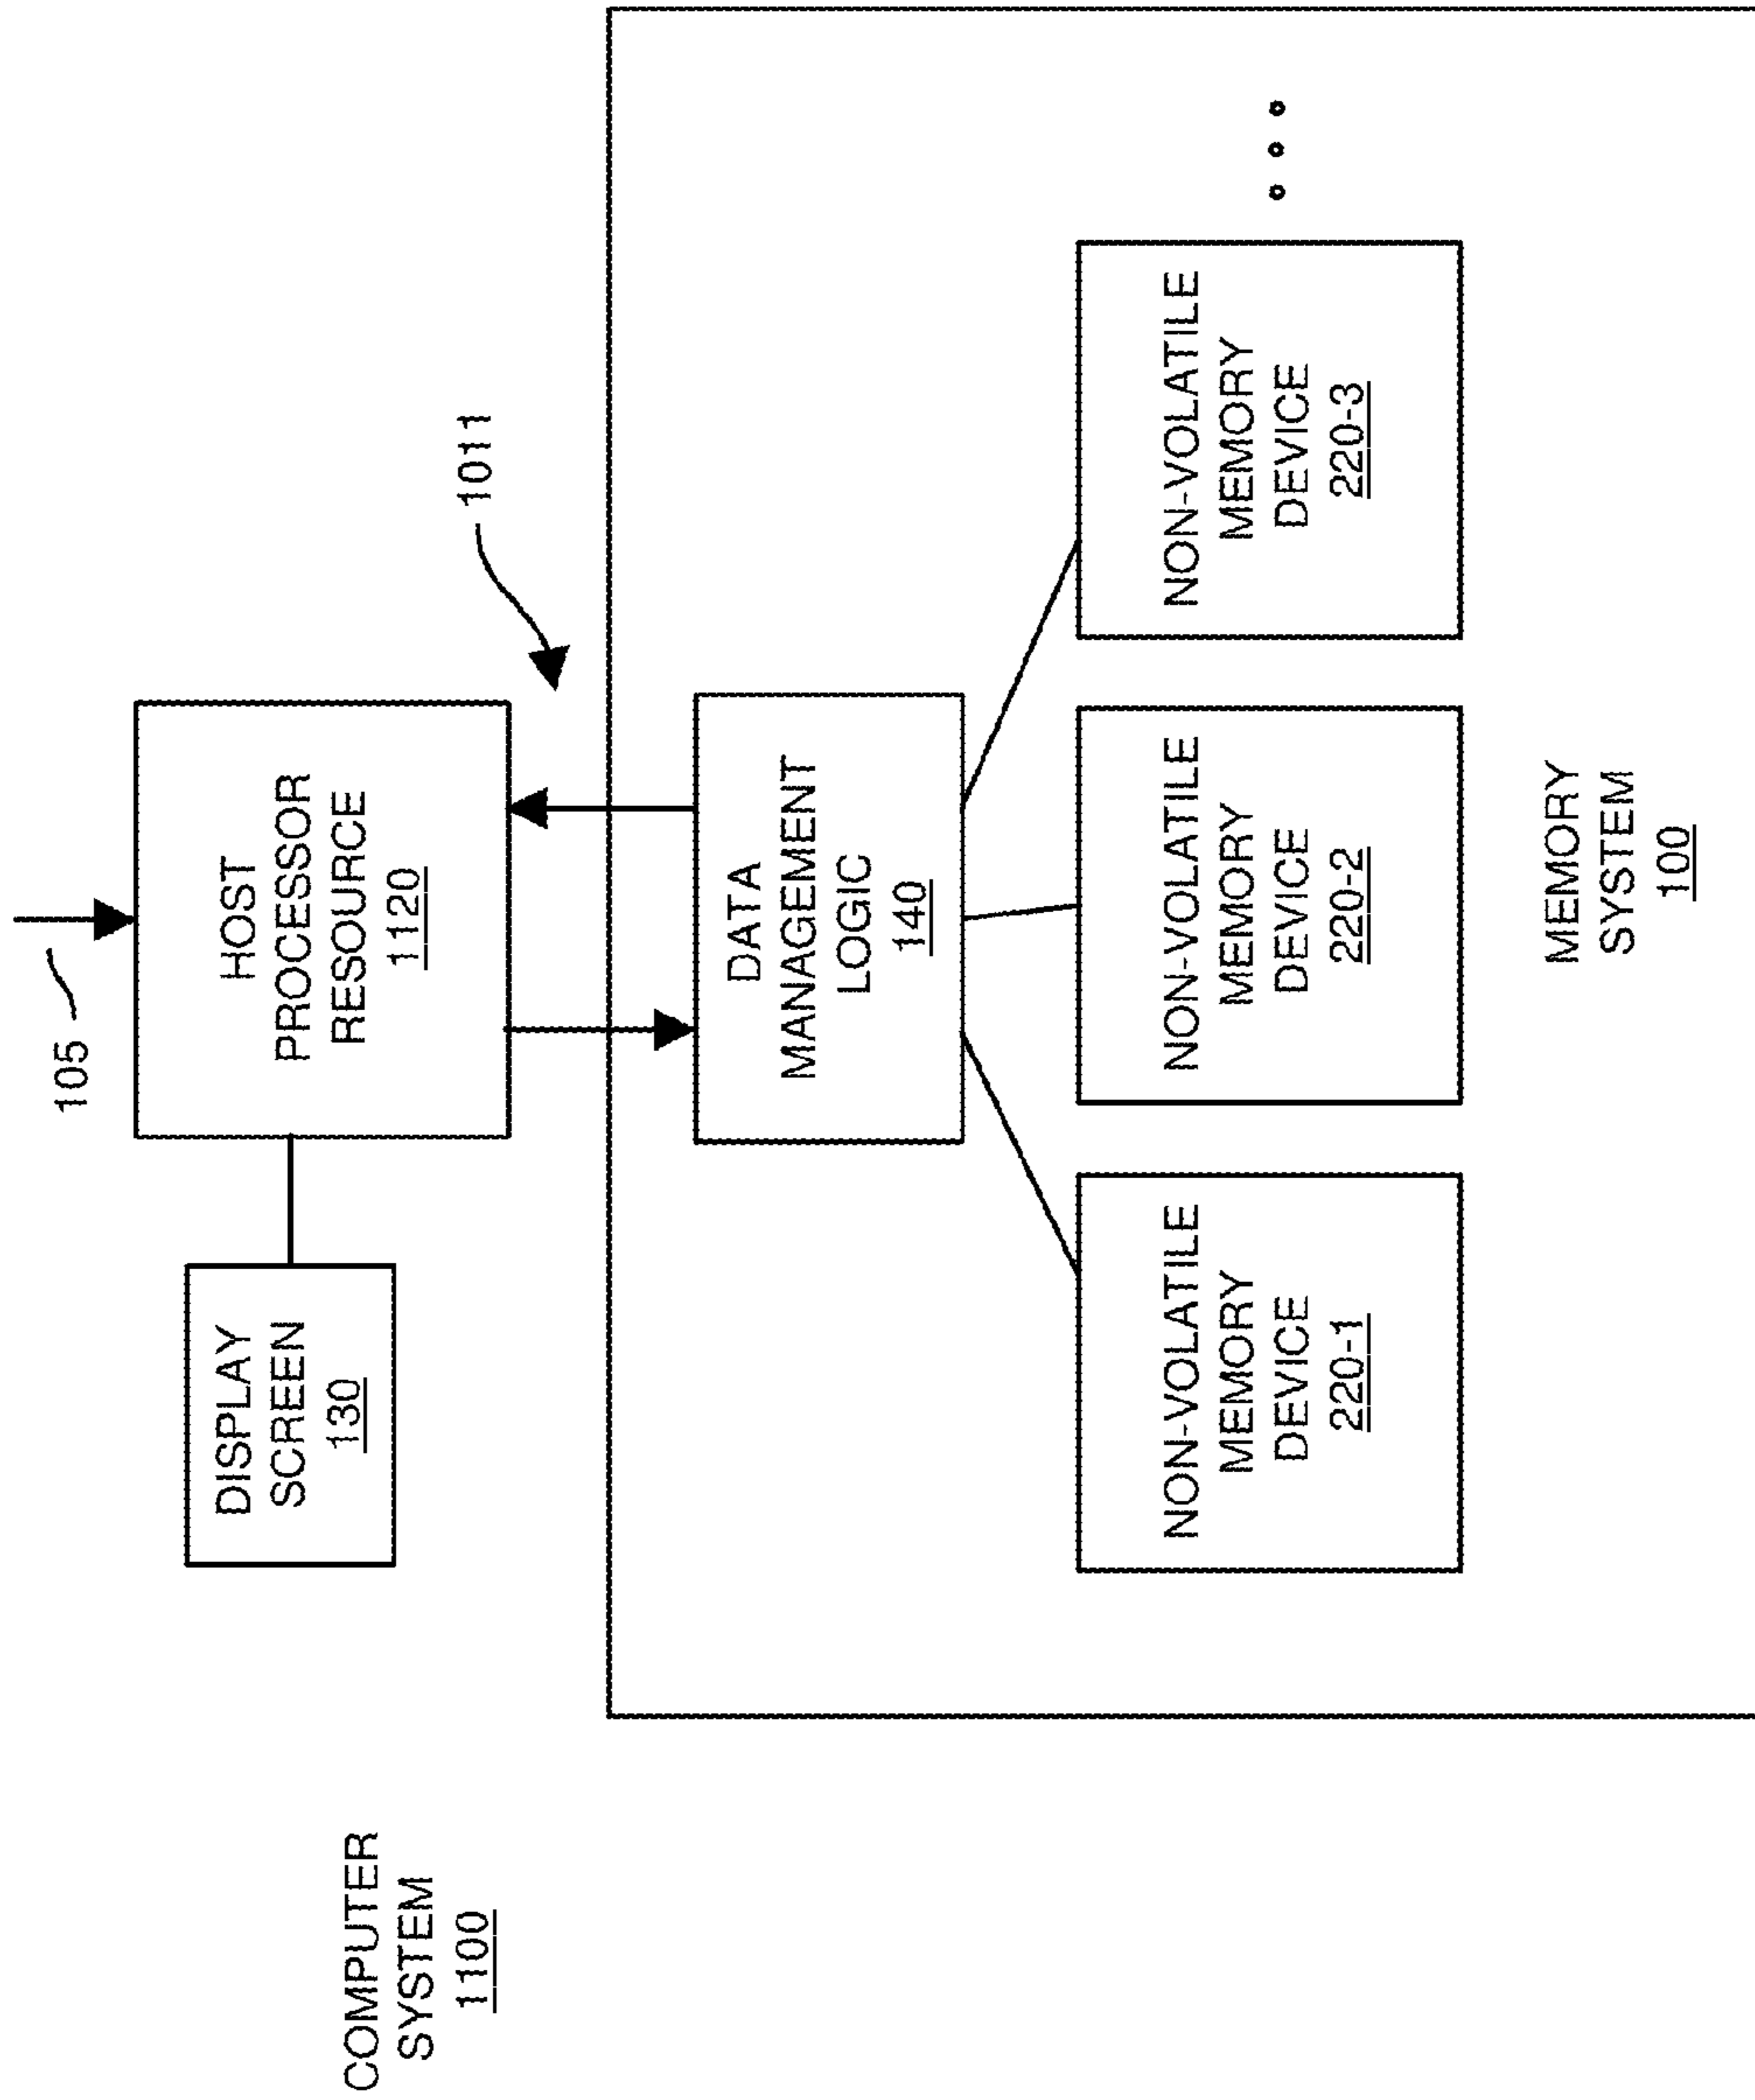 COMPUTER
SYSTEM
1100
105
DISPLAY
SCREEN
130
HOST
PROCESSOR
RESOURCE
1120
1011
DATA
MANAGEMENT
LOGIC
140
NON-VOLATILE
MEMORY
DEVICE
220-1
NON-VOLATILE
MEMORY
DEVICE
220-2
NON-VOLATILE
MEMORY
DEVICE
220-3
MEMORY
SYSTEM
100